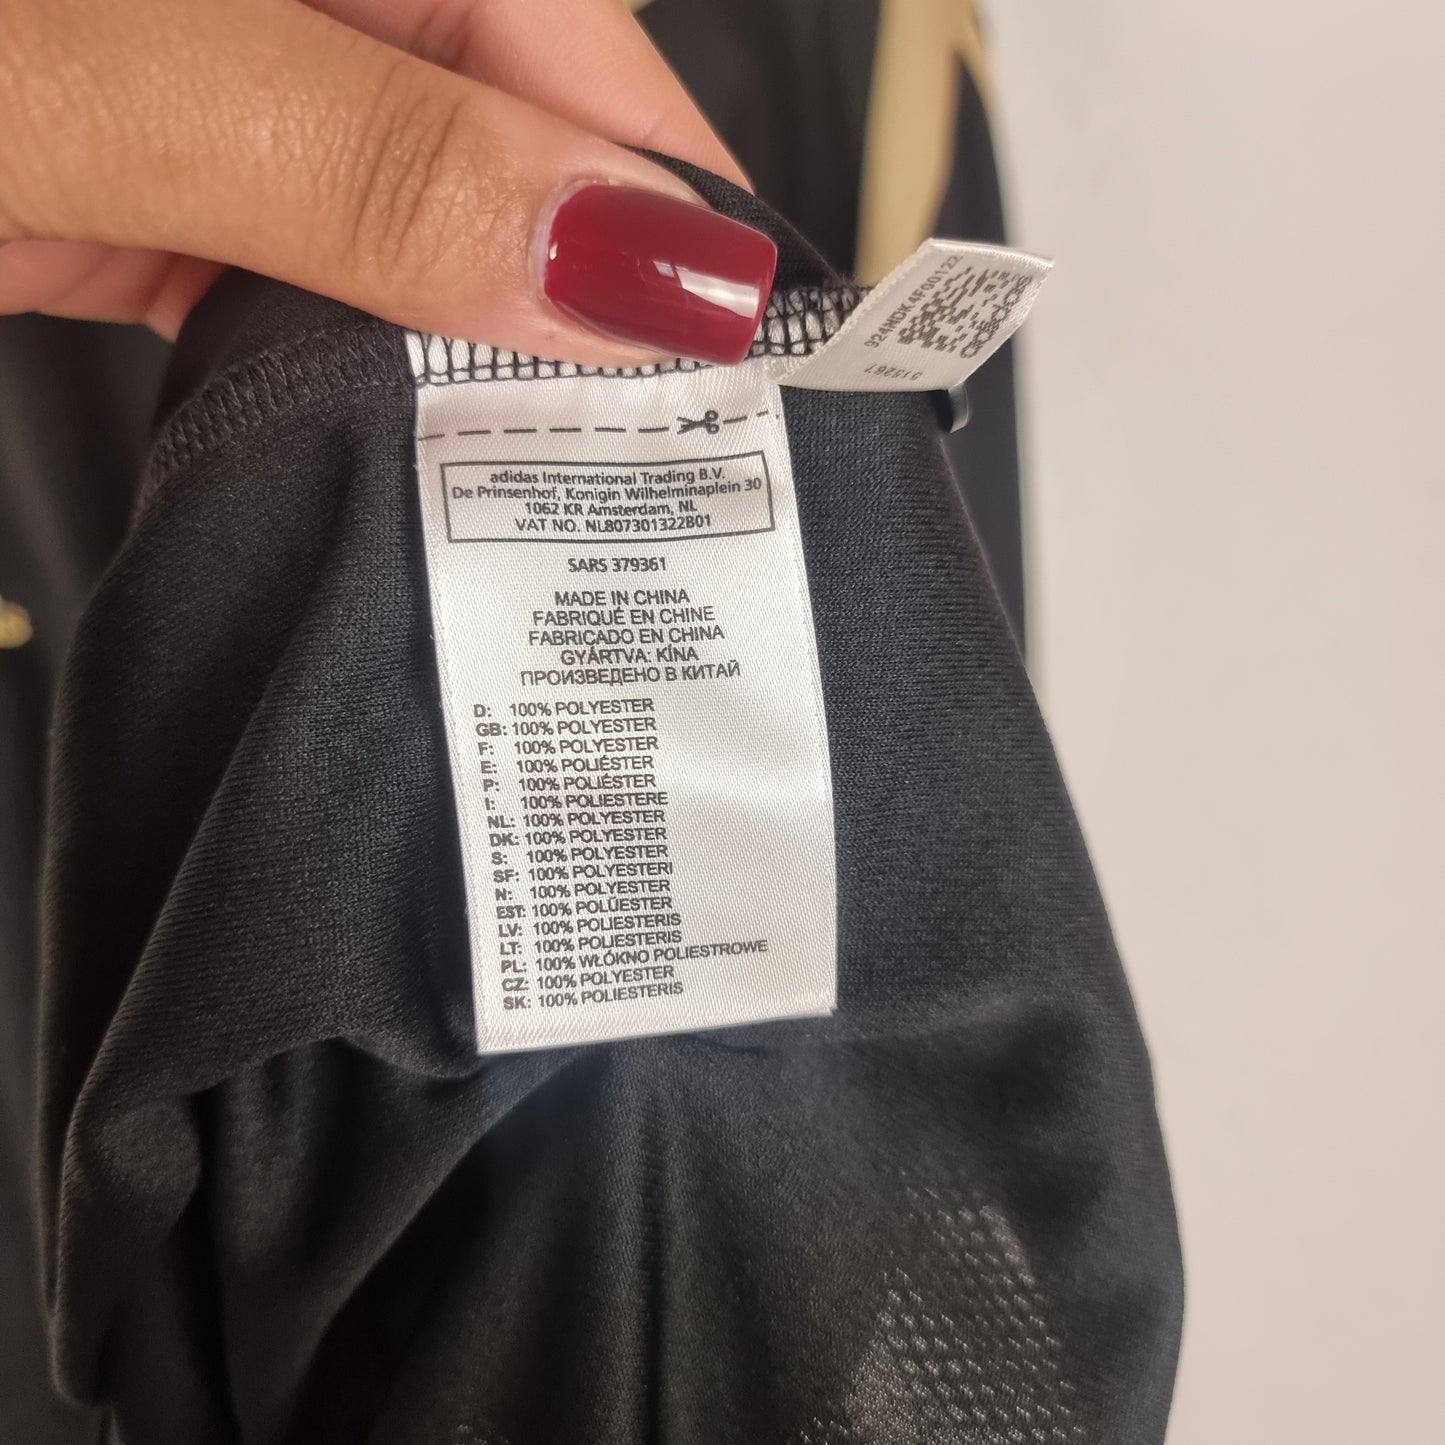 924MDK4F00122
adidas International Trading B.V.
De Prinsenhof, Konigin Wilhelminaplein 30
1062 KR Amsterdam, NL
VAT NO. NL807301322B01
SARS 379361
MADE IN CHINA
FABRIQUÉ EN CHINE
FABRICADO EN CHINA
GYÁRTVA: KÍNA
ПРОИЗВЕДЕНО В КИТАЙ
D: 100% POLYESTER
GB: 100% POLYESTER
F: 100% POLYESTER
E: 100% POLIÉSTER
P: 100% POLIÉSTER
I: 100% POLIESTERE
NL: 100% POLYESTER
DK: 100% POLYESTER
S: 100% POLYESTER
SF: 100% POLYESTERI
N: 100% POLYESTER
EST: 100% POLÜESTER
LV: 100% POLIESTERIS
LT: 100% POLIESTERIS
PL: 100% WŁÓKNO POLIESTROWE
CZ: 100% POLYESTER
SK: 100% POLIESTERIS